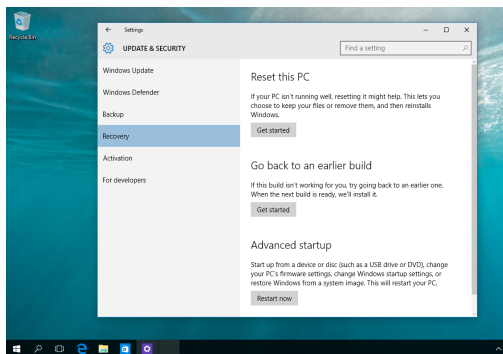 Recycle Bin
Settings
UPDATE & SECURITY
Find a setting
Windows Update
Windows Defender
Backup
Recovery
Activation
For developers
Reset this PC
If your PC isn't running well, resetting it might help. This lets you
choose to keep your files or remove them, and then reinstalls
Windows.
Get started
Go back to an earlier build
If this build isn't working for you, try going back to an earlier one.
When the next build is ready, we'll install it.
Get started
Advanced startup
Start up from a device or disc (such as a USB drive or DVD), change
your PC's firmware settings, change Windows startup settings, or
restore Windows from a system image. This will restart your PC.
Restart now